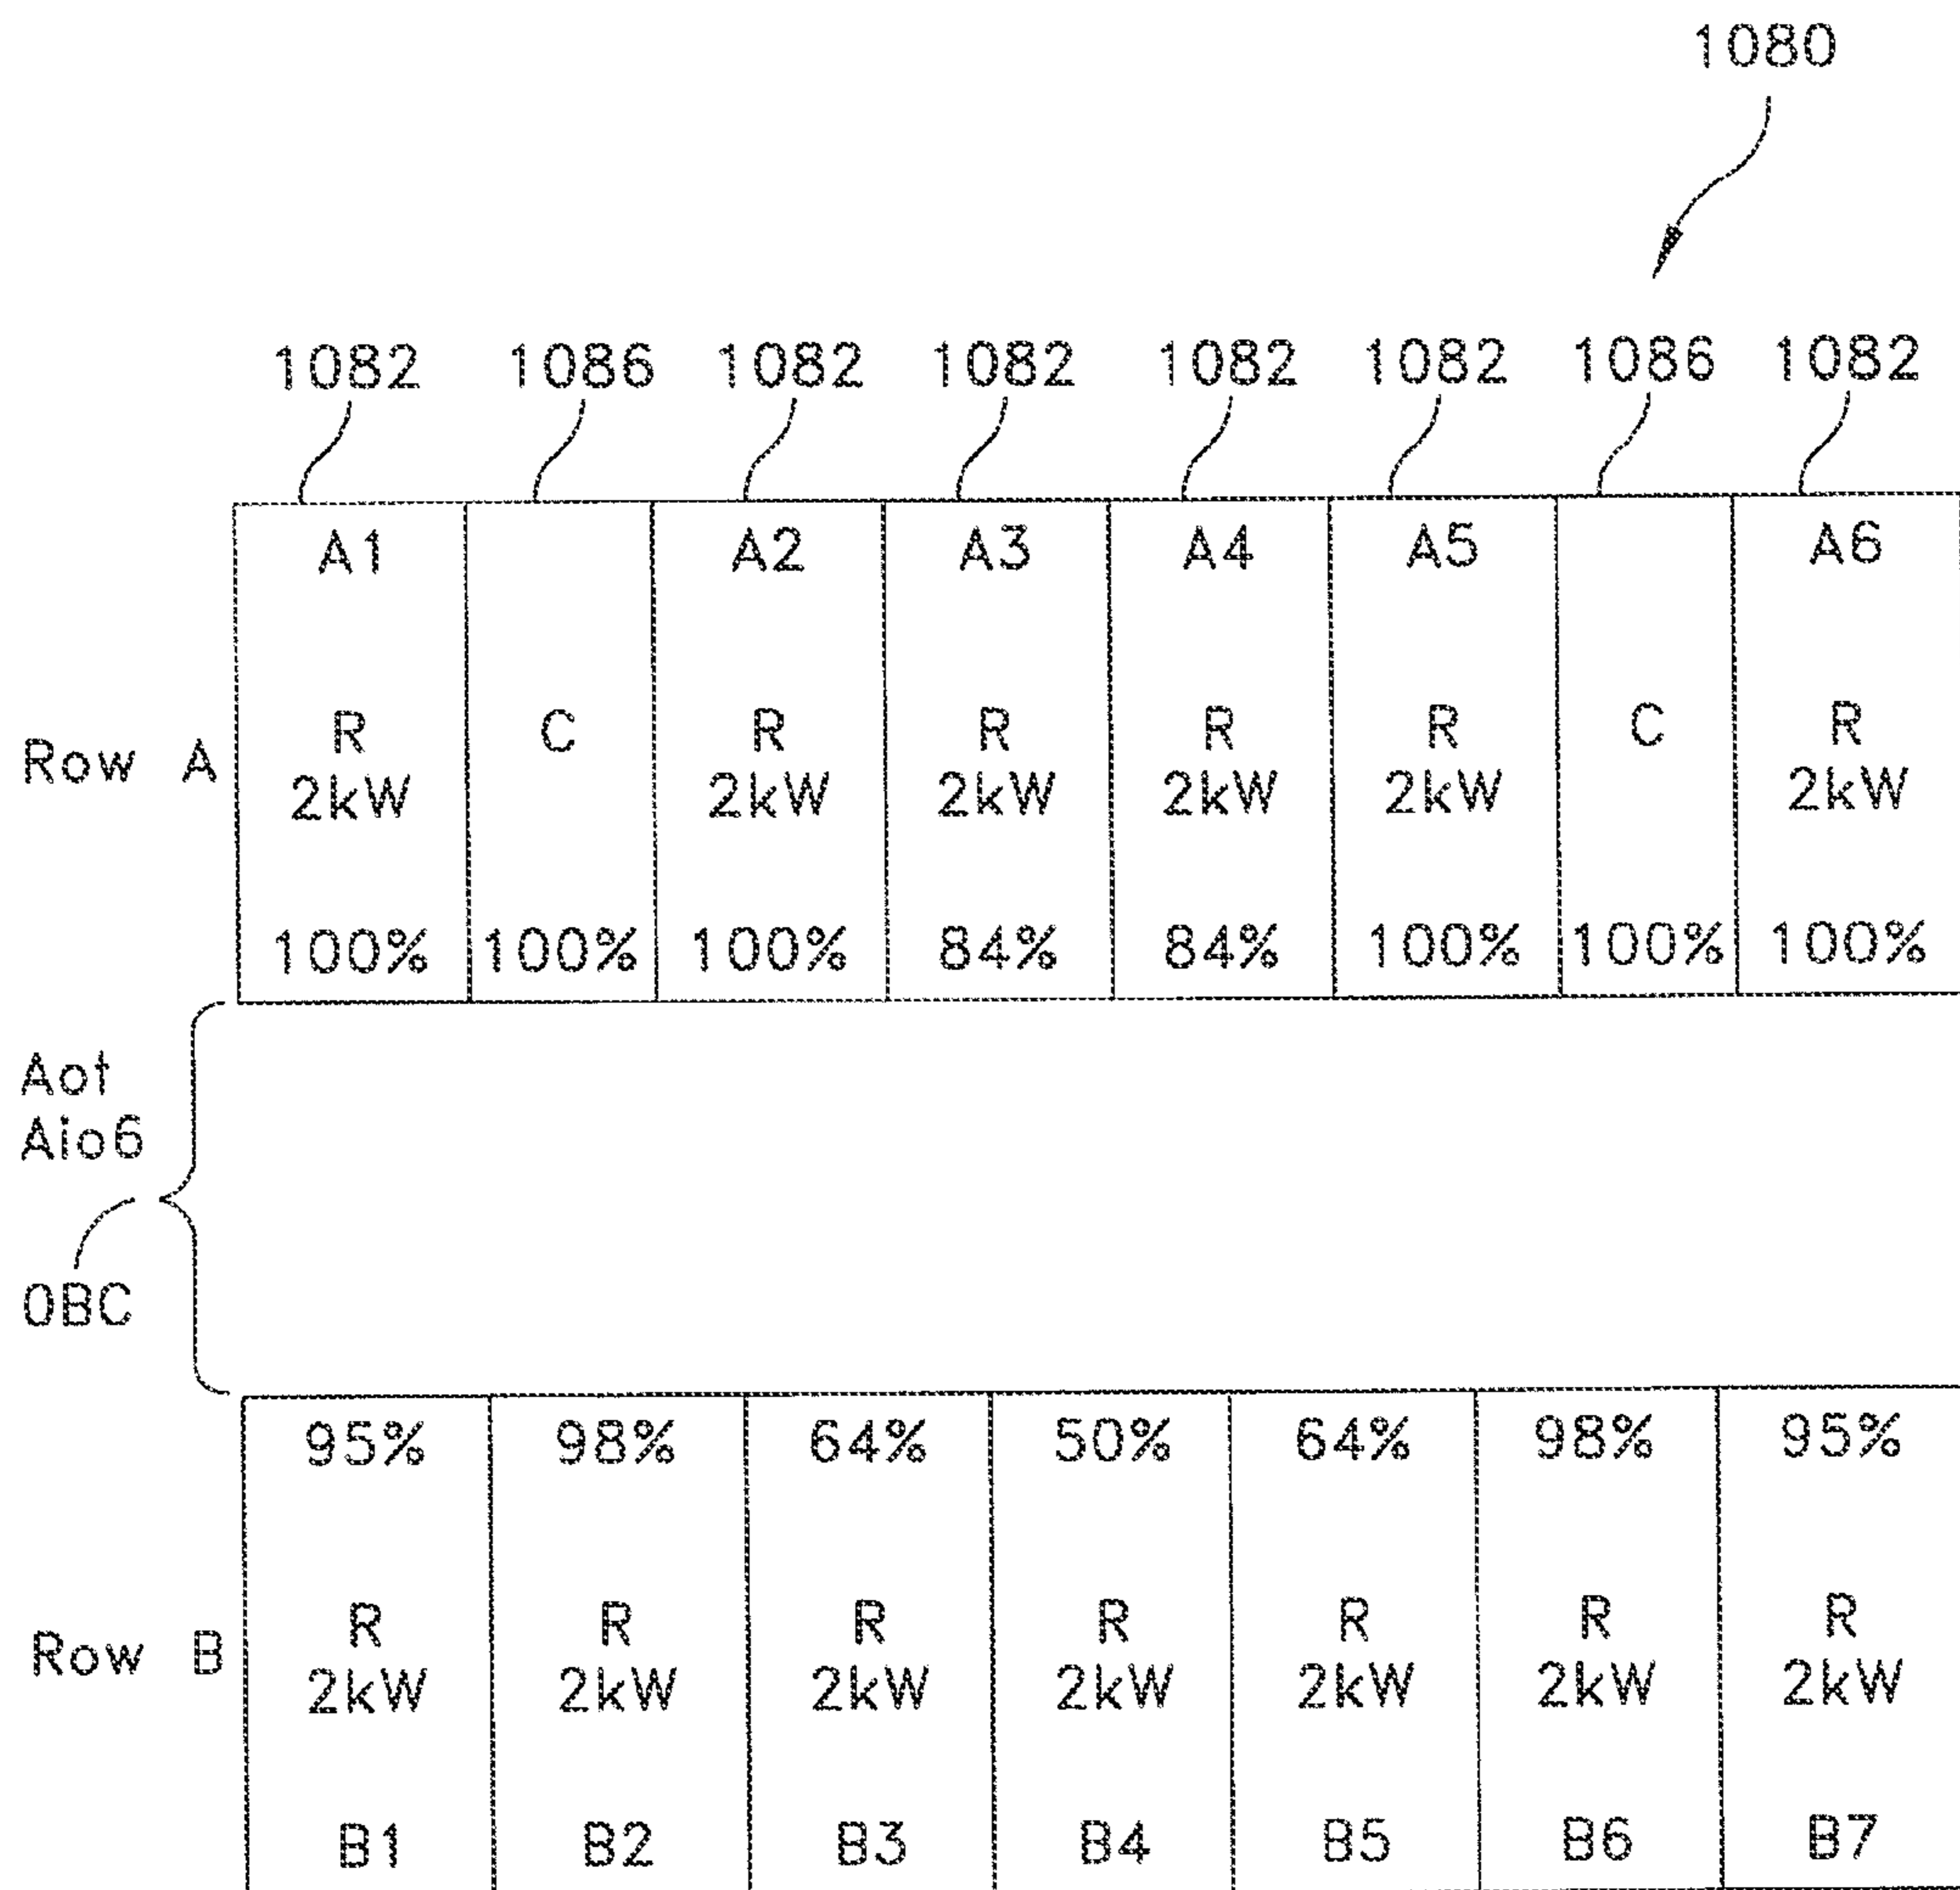 1080
1082 1086 1082 1082 1082 1082 1086 1082
A1 A2 A3 A4 A5 A6
Row A
R C R R R R C R
2kW 2kW 2kW 2kW 2kW 2kW
100% 100% 100% 84% 84% 100% 100% 100%
Aot
Aio6
OBC
95% 98% 64% 50% 64% 98% 95%
Row B
R R R R R R R
2kW 2kW 2kW 2kW 2kW 2kW 2kW
B1 B2 B3 B4 B5 B6 B7